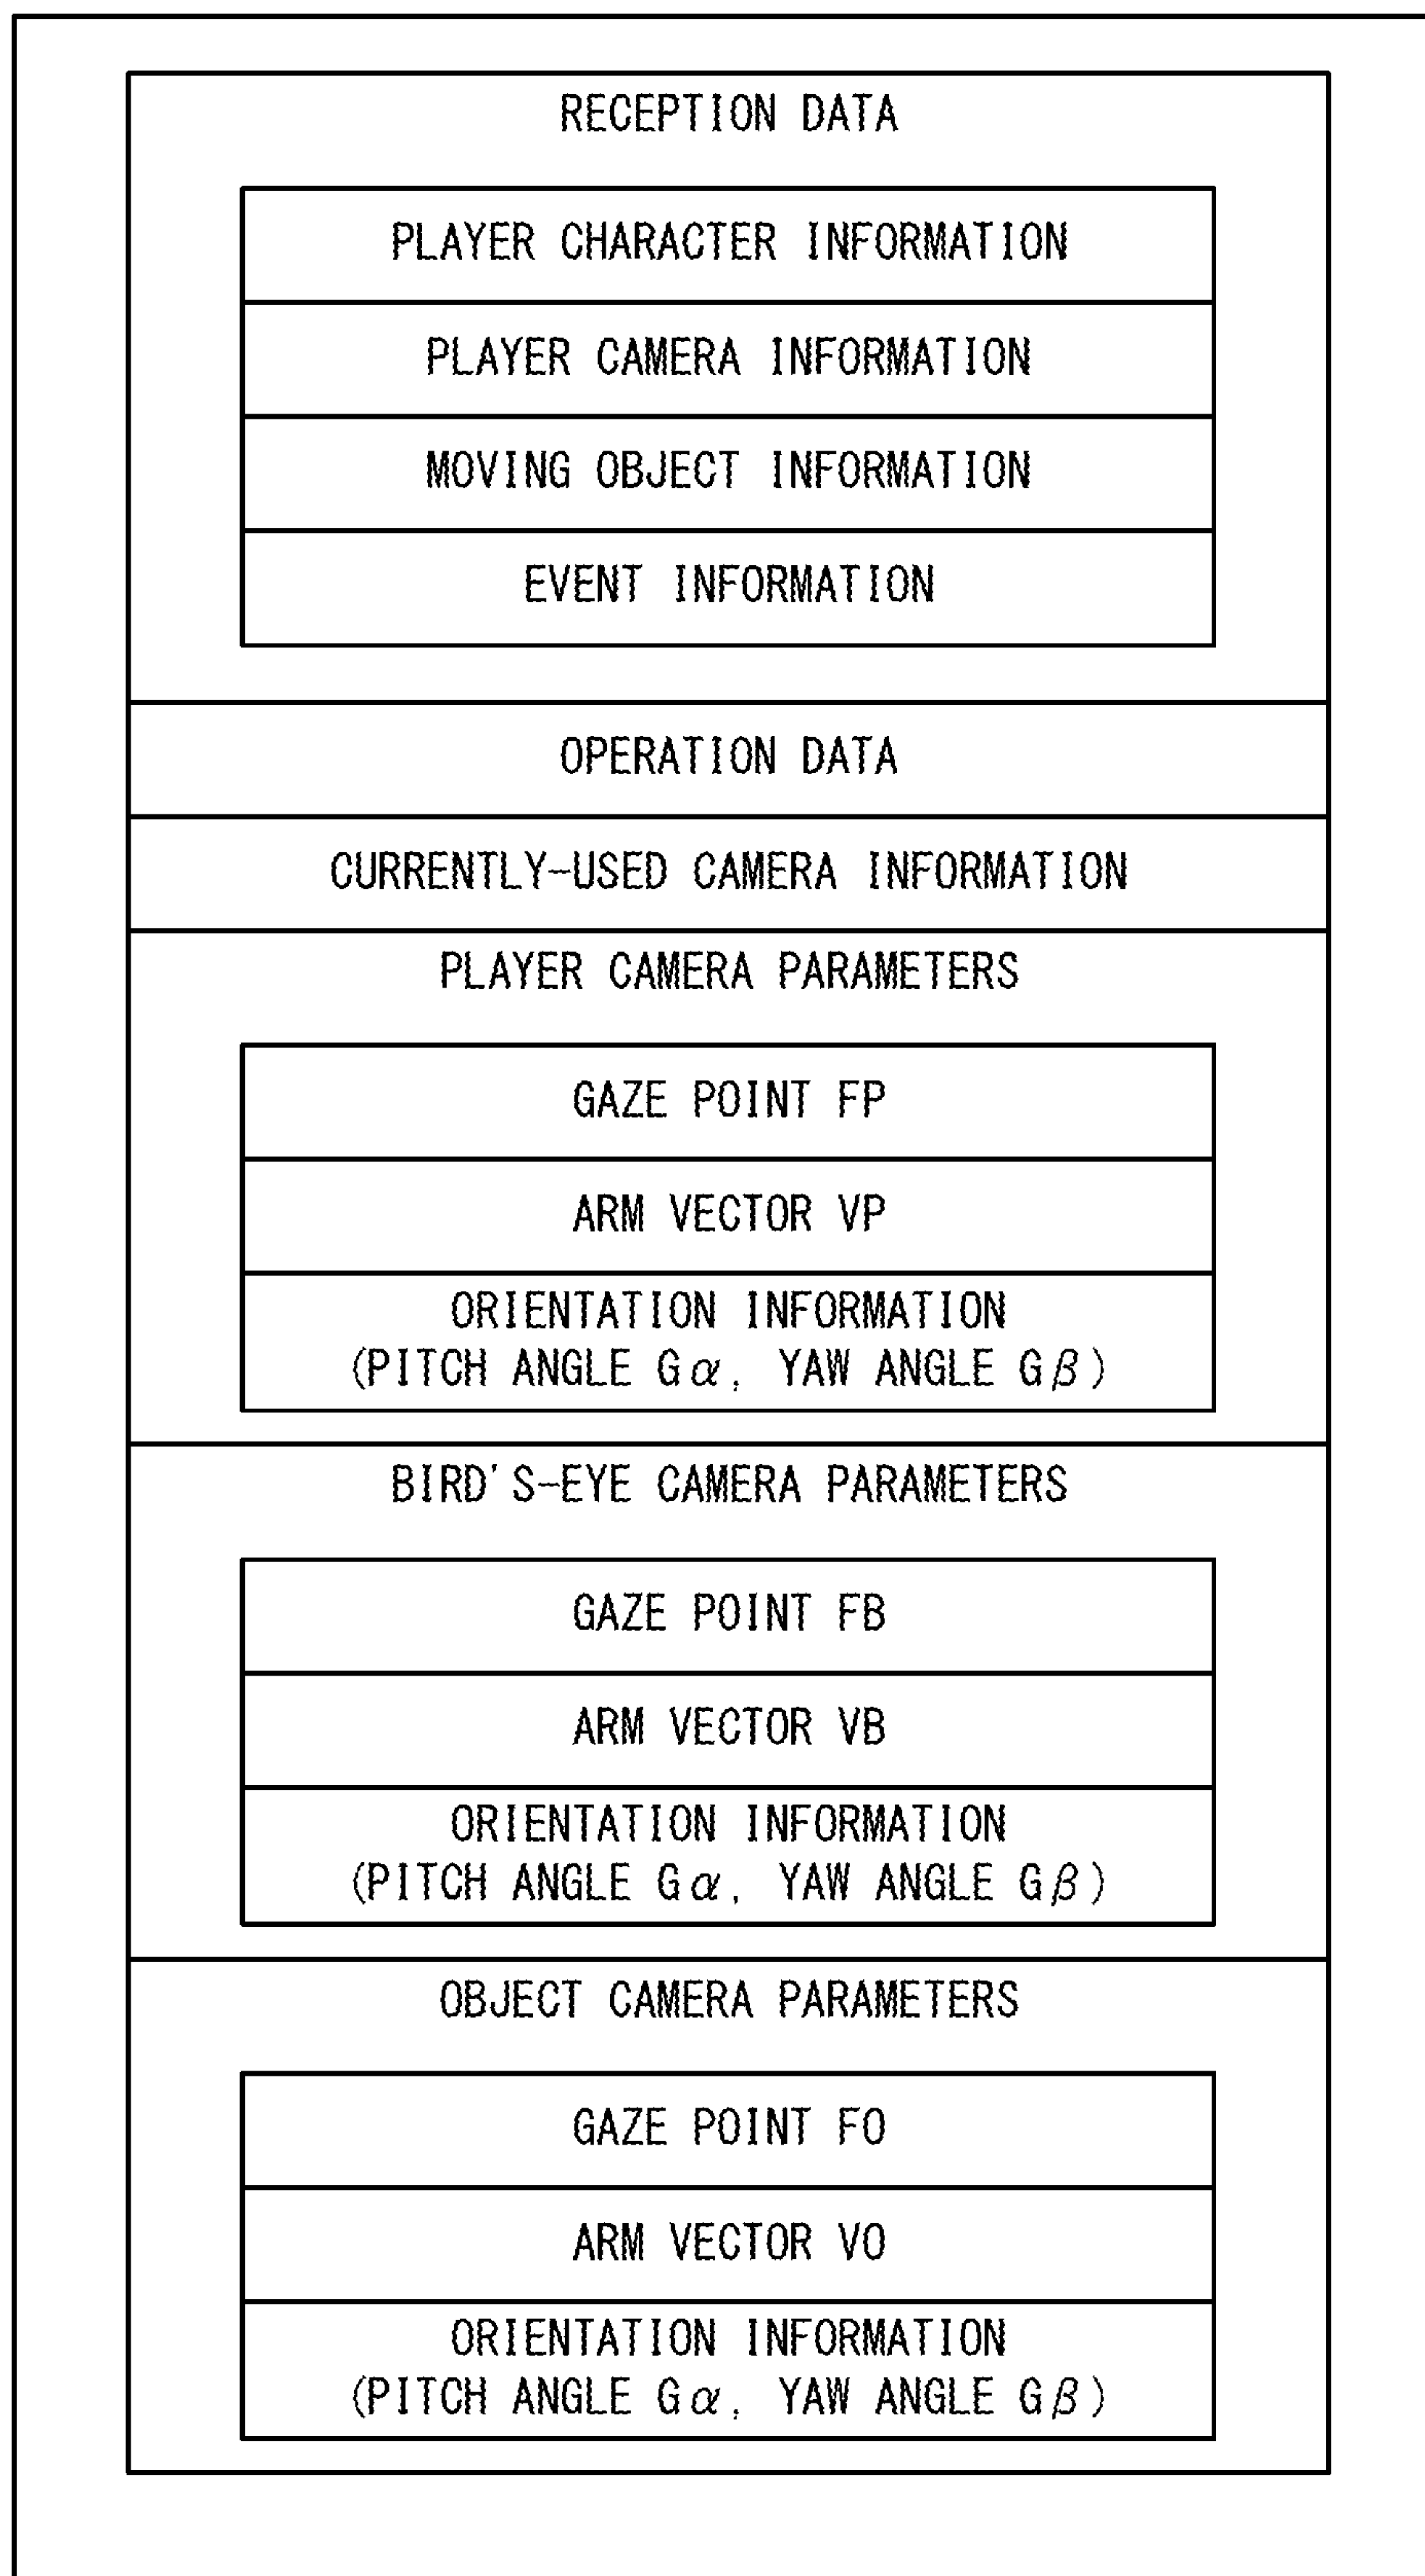 RECEPTION DATA
PLAYER CHARACTER INFORMATION
PLAYER CAMERA INFORMATION
MOVING OBJECT INFORMATION
EVENT INFORMATION
OPERATION DATA
CURRENTLY-USED CAMERA INFORMATION
PLAYER CAMERA PARAMETERS
GAZE POINT FP
ARM VECTOR VP
ORIENTATION INFORMATION
(PITCH ANGLE Gα, YAW ANGLE Gβ)
BIRD'S-EYE CAMERA PARAMETERS
GAZE POINT FB
ARM VECTOR VB
ORIENTATION INFORMATION
(PITCH ANGLE Gα, YAW ANGLE Gβ)
OBJECT CAMERA PARAMETERS
GAZE POINT FO
ARM VECTOR VO
ORIENTATION INFORMATION
(PITCH ANGLE Gα, YAW ANGLE Gβ)